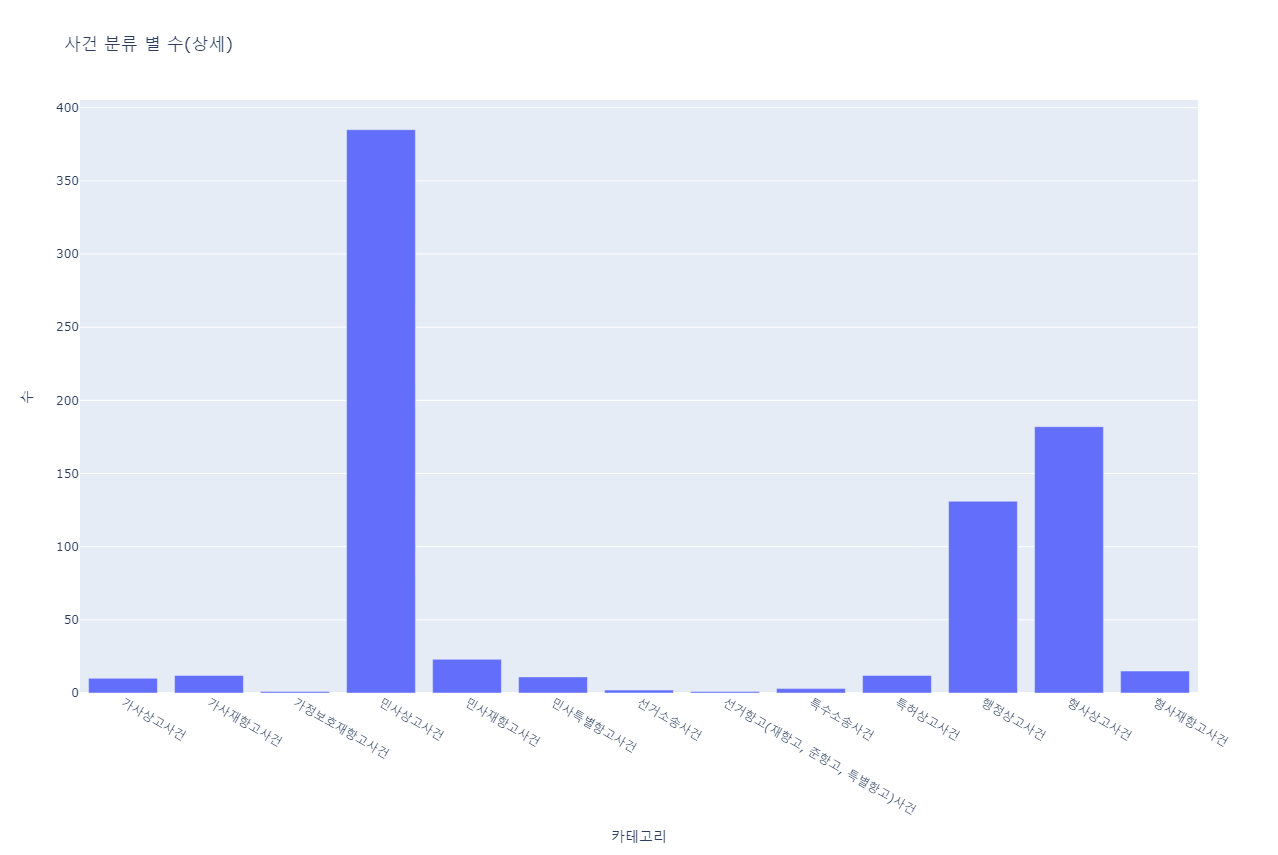 사건 분류 별 수(상세)
400
350
300
250
200
150
100
50
0
수
가사상고사건
가사재항고사건
가정보호재항고사건
민사상고사건
민사재항고사건
민사특별항고사건
선거소송사건
선거항고(재항고, 준항고, 특별항고)사건
특수소송사건
특허상고사건
행정상고사건
형사상고사건
형사재항고사건
카테고리